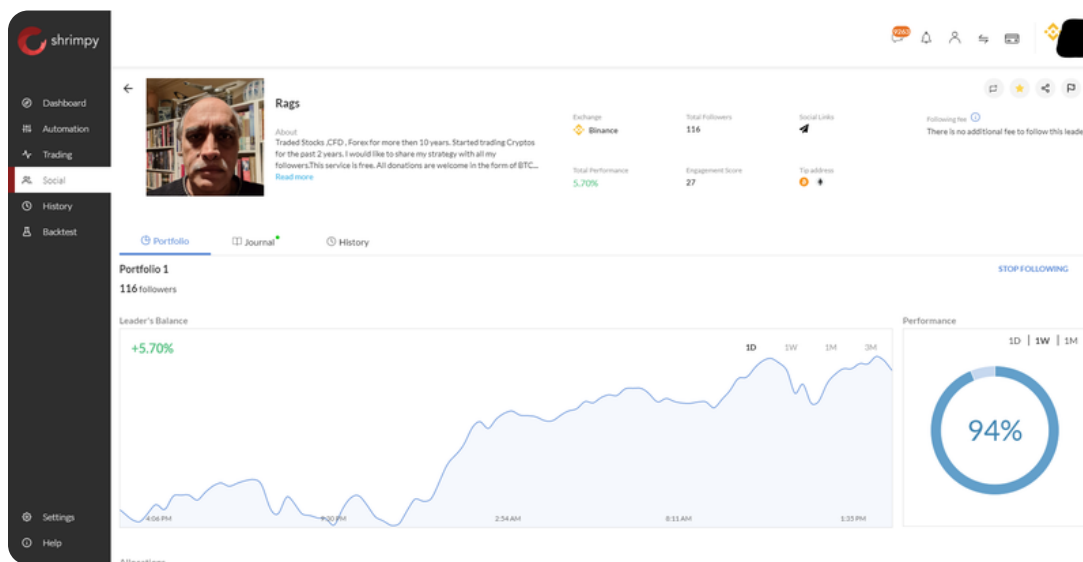 shrimpy
9263
Dashboard
Automation
Trading
Social
History
Backtest
Settings
Help
Rags
About
Traded Stocks ,CFD , Forex for more then 10 years. Started trading Cryptos
for the past 2 years. I would like to share my strategy with all my
followers.This service is free. All donations are welcome in the form of BTC...
Read more
Exchange
Binance
Total Followers
116
Social Links
Following fee
There is no additional fee to follow this leade
Total Performance
5.70%
Engagement Score
27
Tip address
Portfolio
Journal
History
Portfolio 1
STOP FOLLOWING
116 followers
Leader's Balance
+5.70%
1D 1W 1M 3M
4:06 PM 9:30 PM 2:54 AM 8:11 AM 1:35 PM
Performance
1D | 1W | 1M
94%
Allocations